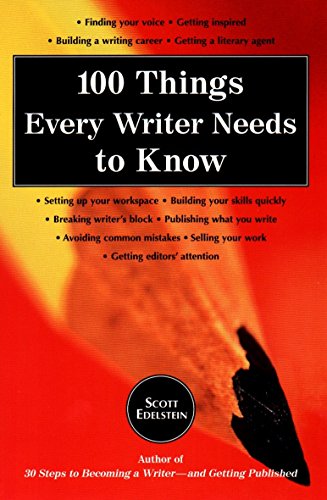 • Finding your voice • Getting inspired
• Building a writing career • Getting a literary agent
100 Things
Every Writer Needs
to Know
• Setting up your workspace • Building your skills quickly
• Breaking writer's block • Publishing what you write
• Avoiding common mistakes • Selling your work
• Getting editors' attention
SCOTT
EDELSTEIN
Author of
30 Steps to Becoming a Writer—and Getting Published